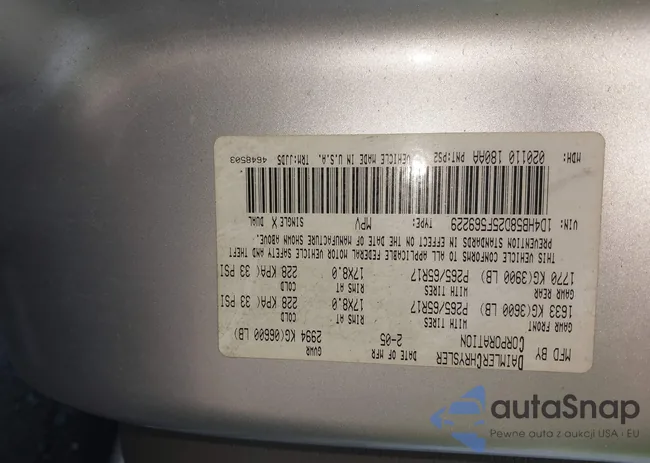 MFD BY DAIMLERCHRYSLER CORPORATION DATE OF MFR 2-05 GVWR 2994 KG(06600 LB)
GAWR FRONT WITH TIRES RIMS AT COLD
1633 KG(3600 LB) P265/65R17 17X8.0 228 KPA( 33 PSI
GAWR REAR WITH TIRES RIMS AT COLD
1770 KG(3900 LB) P265/65R17 17X8.0 228 KPA( 33 PSI
THIS VEHICLE CONFORMS TO ALL APPLICABLE FEDERAL MOTOR VEHICLE SAFETY AND THEFT
PREVENTION STANDARDS IN EFFECT ON THE DATE OF MANUFACTURE SHOWN ABOVE.
VIN: 1D4HB58D25F569229 TYPE: MPV SINGLE X DUAL
MDH: 020110 180AA PNT:PS2 VEHICLE MADE IN U.S.A. TRM:JJD5 4648503
autaSnap
Pewne auta z aukcji USA i EU